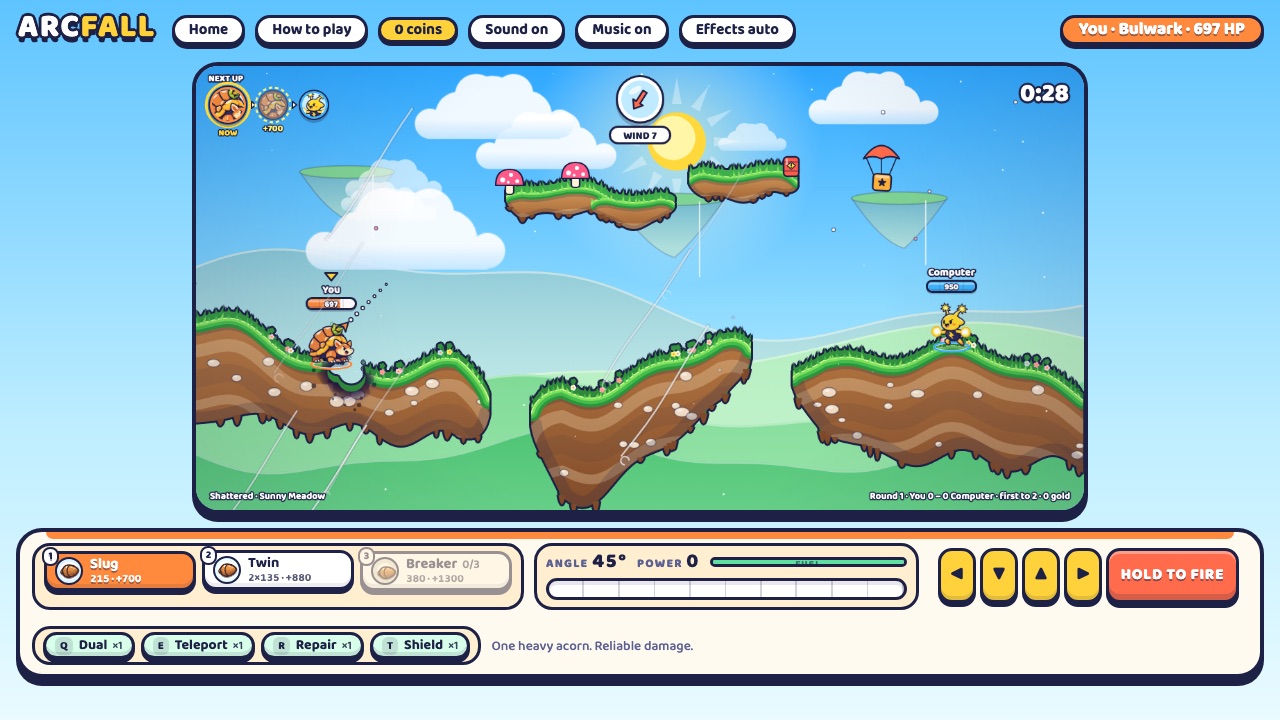 ARCFALL
Home
How to play
0 coins
Sound on
Music on
Effects auto
You · Bulwark · 697 HP
NEXT UP
NOW
+700
WIND 7
0:28
You
697
Computer
950
Shattered · Sunny Meadow
Round 1 · You 0 – 0 Computer · first to 2 · 0 gold
1
Slug
215 · +700
2
Twin
2×135 · +880
3
Breaker 0/3
380 · +1300
ANGLE 45° POWER 0
FUEL
HOLD TO FIRE
Q Dual ×1
E Teleport ×1
R Repair ×1
T Shield ×1
One heavy acorn. Reliable damage.